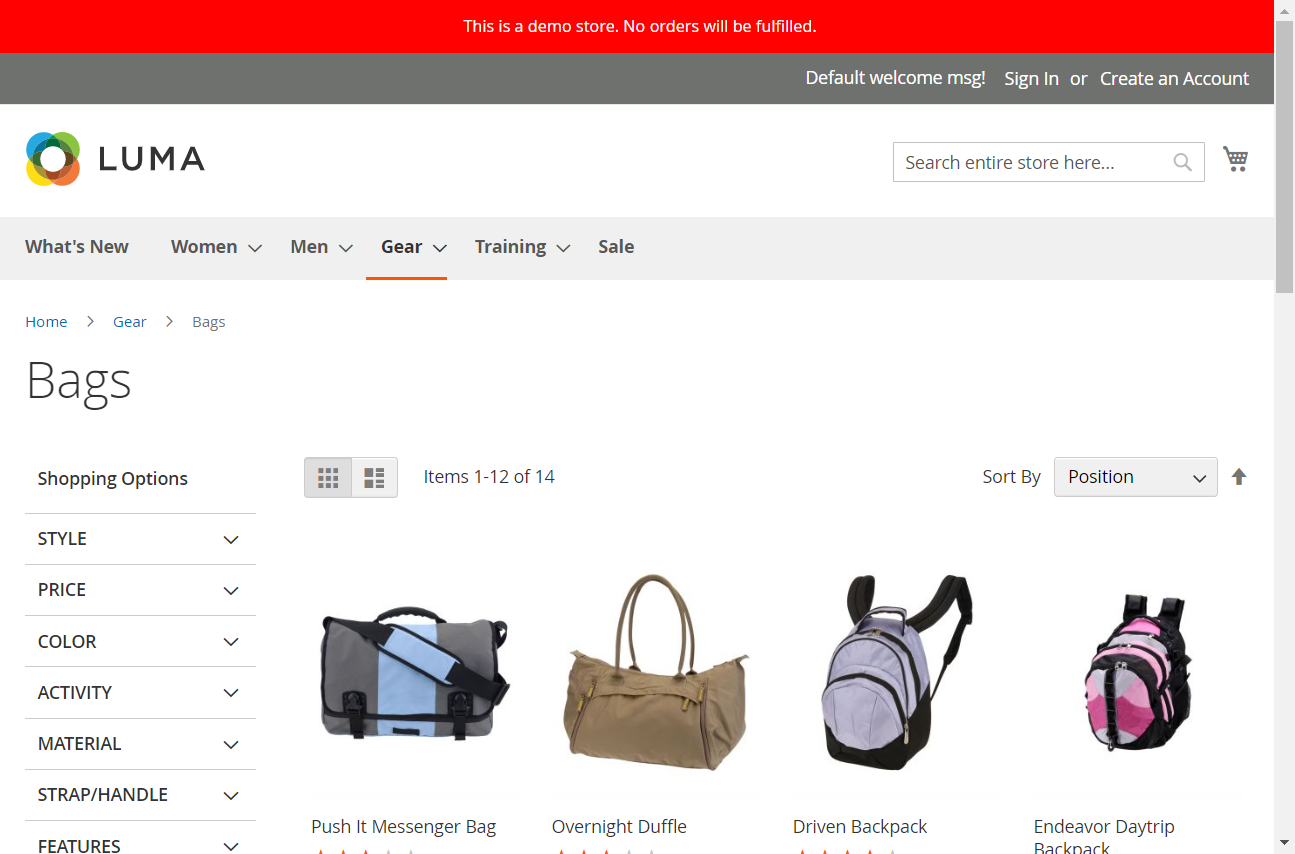 This is a demo store. No orders will be fulfilled.
Default welcome msg! Sign In or Create an Account
LUMA
Search entire store here...
What's New Women Men Gear Training Sale
Home Gear Bags
Bags
Shopping Options
Items 1-12 of 14
Sort By Position
STYLE
PRICE
COLOR
ACTIVITY
MATERIAL
STRAP/HANDLE
FEATURES
Push It Messenger Bag
Overnight Duffle
Driven Backpack
Endeavor Daytrip
Backpack